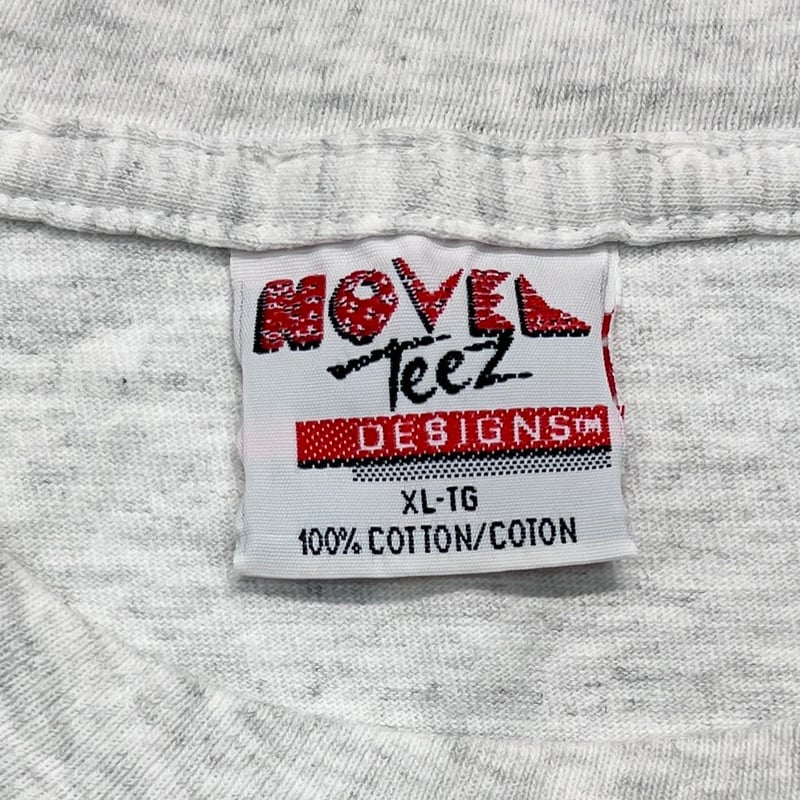 NOVEL
Teez
DESIGNS™
XL-TG
100% COTTON/COTON